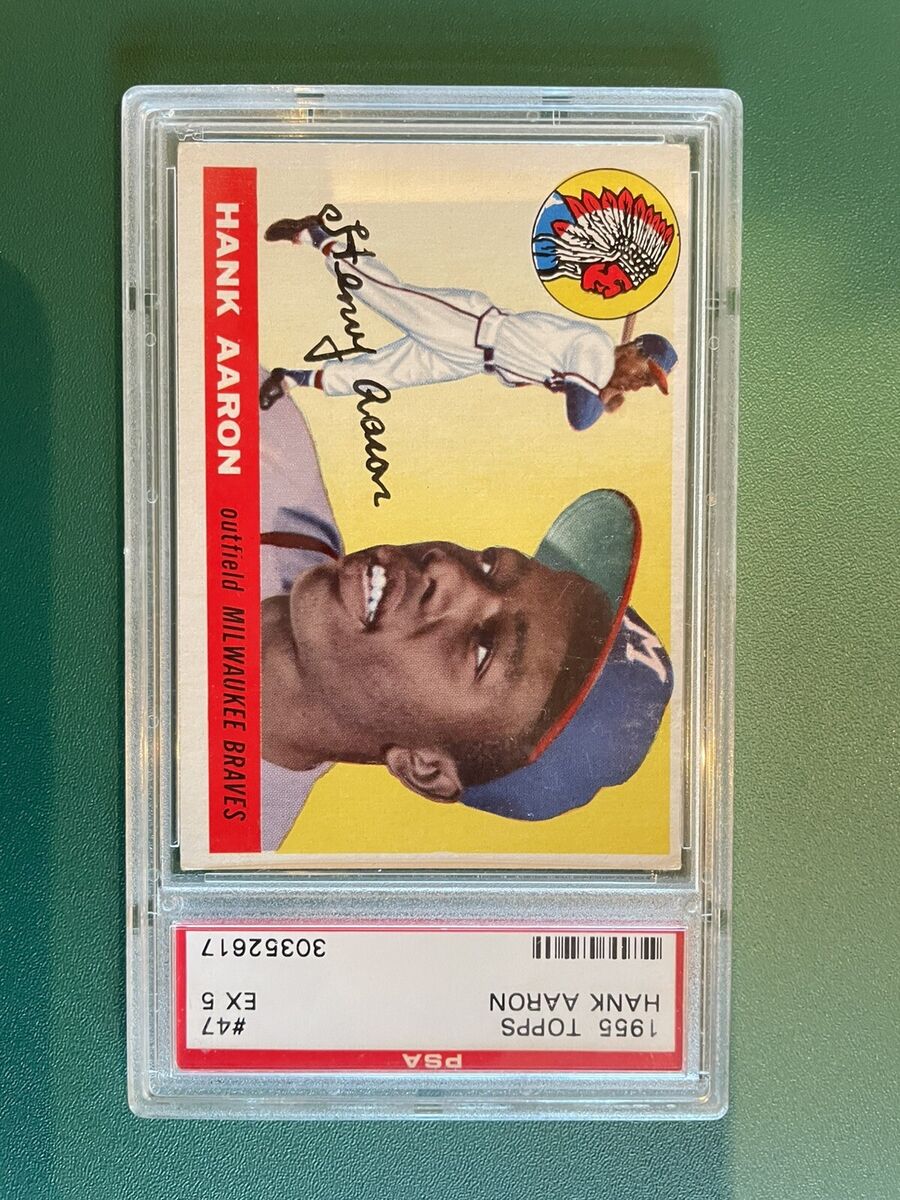 PSA
1955 TOPPS #47
HANK AARON EX 5
30352617
Henry Aaron
HANK AARON outfield MILWAUKEE BRAVES
M